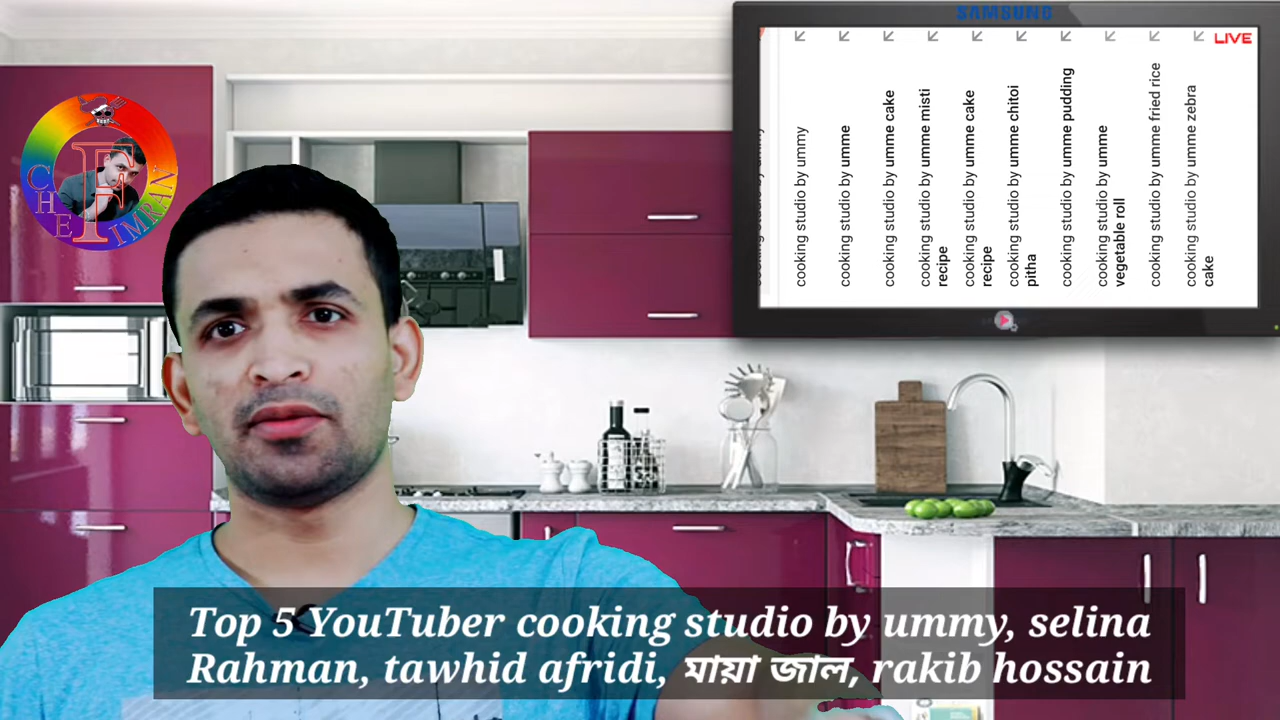 SAMSUNG
LIVE
cooking studio by ummy
cooking studio by umme
cooking studio by umme cake
cooking studio by umme misti
recipe
cooking studio by umme cake
recipe
cooking studio by umme chitoi
pitha
cooking studio by umme pudding
cooking studio by umme
vegetable roll
cooking studio by umme fried rice
cooking studio by umme zebra
cake
CHEF IMRAN
Top 5 YouTuber cooking studio by ummy, selina
Rahman, tawhid afridi, মায়া জাল, rakib hossain